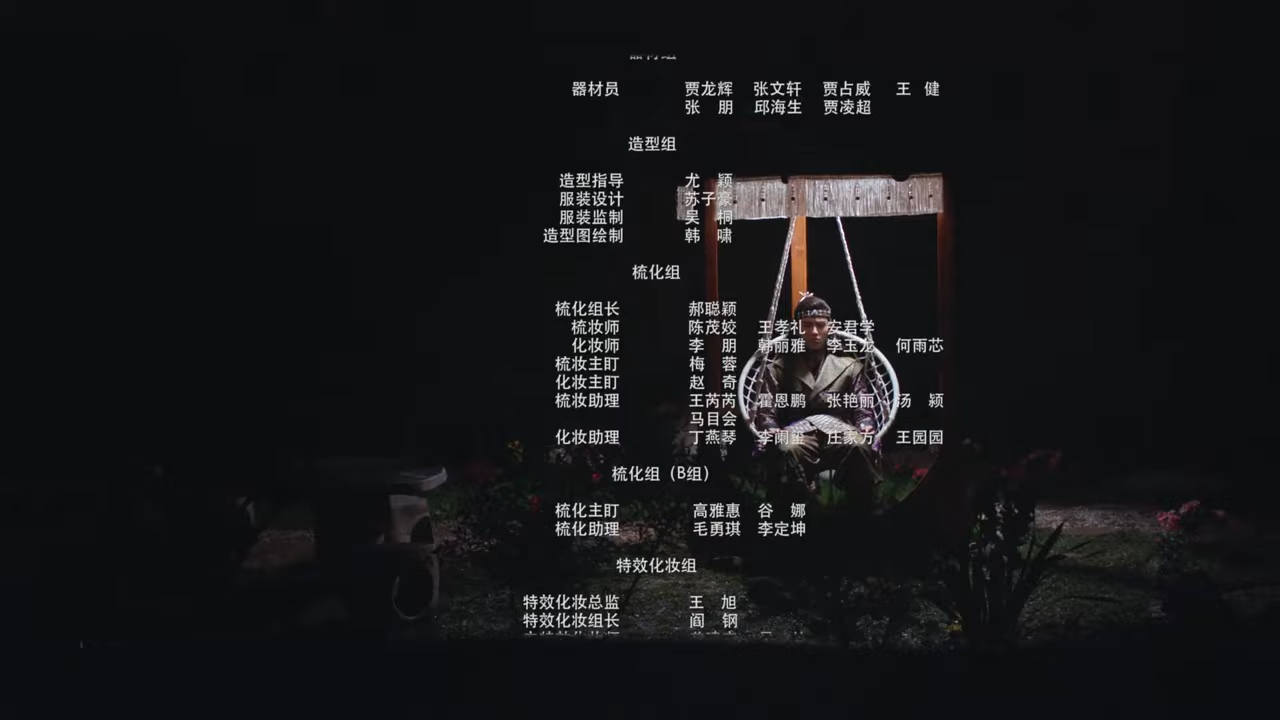 器材组
器材员 贾龙辉 张文轩 贾占威 王 健
张 朋 邱海生 贾凌超
造型组
造型指导 尤 颖
服装设计 苏子豪
服装监制 吴 桐
造型图绘制 韩 啸
梳化组
梳化组长 郝聪颖
梳妆师 陈茂姣 王孝礼 安君学
化妆师 李 朋 韩丽雅 李玉龙 何雨芯
梳妆主盯 梅 蓉
化妆主盯 赵 奇
梳妆助理 王芮芮 霍恩鹏 张艳丽 汤 颍
马目会
化妆助理 丁燕琴 庄家方 王园园
梳化组（B组）
梳化主盯 高雅惠 谷 娜
梳化助理 毛勇琪 李定坤
特效化妆组
特效化妆总监 王 旭
特效化妆组长 阎 钢